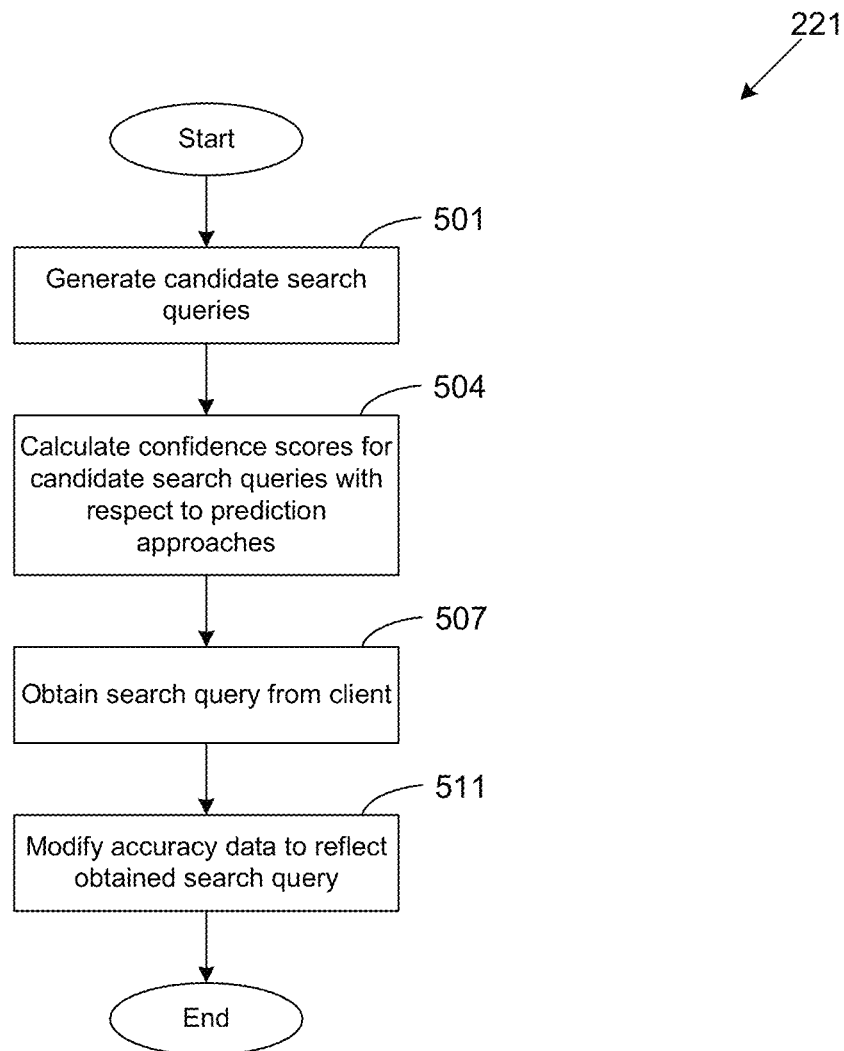 221
Start
501
Generate candidate search
queries
504
Calculate confidence scores for
candidate search queries with
respect to prediction
approaches
507
Obtain search query from client
511
Modify accuracy data to reflect
obtained search query
End